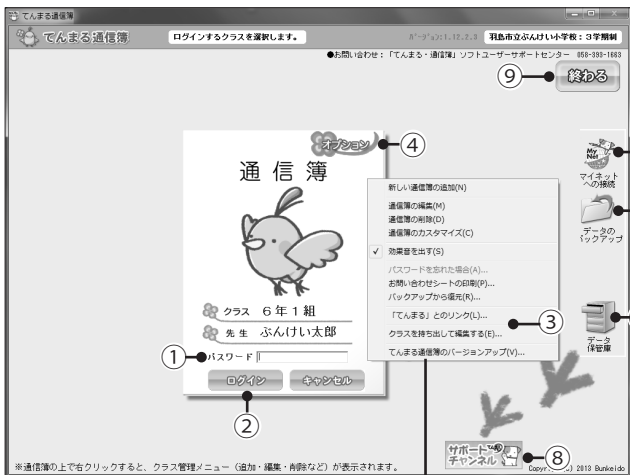 てんまる通信簿
てんまる通信簿
ログインするクラスを選択します。
バージョン:1.12.2.3
羽島市立ぶんけい小学校：3学期制
●お問い合わせ：「てんまる・通信簿」ソフトユーザーサポートセンター 058-393-1663
⑨
終わる
オプション
④
通信簿
My Net
マイネットへの接続
データのバックアップ
データ保管庫
新しい通信簿の追加(N)
通信簿の編集(M)
通信簿の削除(D)
通信簿のカスタマイズ(C)
✓ 効果音を出す(S)
パスワードを忘れた場合(A)...
お問い合わせシートの印刷(P)...
バックアップから復元(R)...
「てんまる」とのリンク(L)...
③
クラスを持ち出して編集する(E)...
てんまる通信簿のバージョンアップ(V)...
クラス 6年1組
先生 ぶんけい太郎
① パスワード
ログイン
キャンセル
②
サポートチャンネル
⑧
※通信簿の上で右クリックすると、クラス管理メニュー（追加・編集・削除など）が表示されます。
2013 Bunkeido